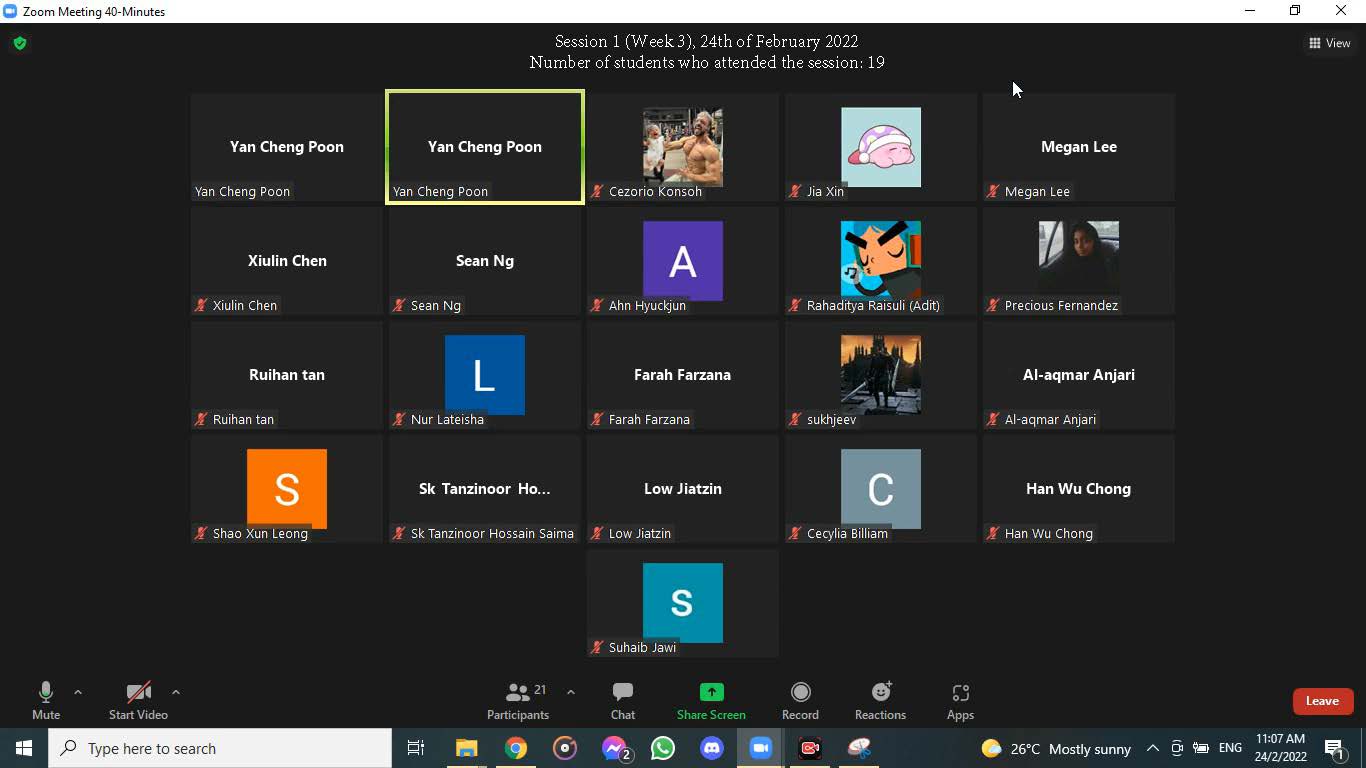 Zoom Meeting 40-Minutes
Session 1 (Week 3), 24th of February 2022
Number of students who attended the session: 19
View
Yan Cheng Poon
Yan Cheng Poon
Yan Cheng Poon
Yan Cheng Poon
Cezorio Konsoh
Jia Xin
Megan Lee
Megan Lee
Xiulin Chen
Xiulin Chen
Sean Ng
Sean Ng
A
Ahn Hyuckjun
Rahaditya Raisuli (Adit)
Precious Fernandez
Ruihan tan
Ruihan tan
L
Nur Lateisha
Farah Farzana
Farah Farzana
sukhjeev
Al-aqmar Anjari
Al-aqmar Anjari
S
Shao Xun Leong
Sk Tanzinoor Ho...
Sk Tanzinoor Hossain Saima
Low Jiatzin
Low Jiatzin
C
Cecylia Billiam
Han Wu Chong
Han Wu Chong
S
Suhaib Jawi
Mute
Start Video
21
Participants
Chat
Share Screen
Record
Reactions
Apps
Leave
Type here to search
2
26°C Mostly sunny
ENG
11:07 AM
24/2/2022
1